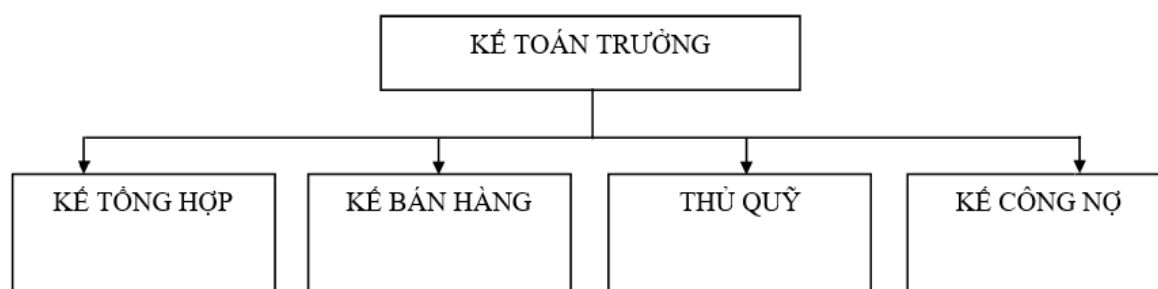 KẾ TOÁN TRƯỞNG
KẾ TỔNG HỢP
KẾ BÁN HÀNG
THỦ QUỸ
KẾ CÔNG NỢ